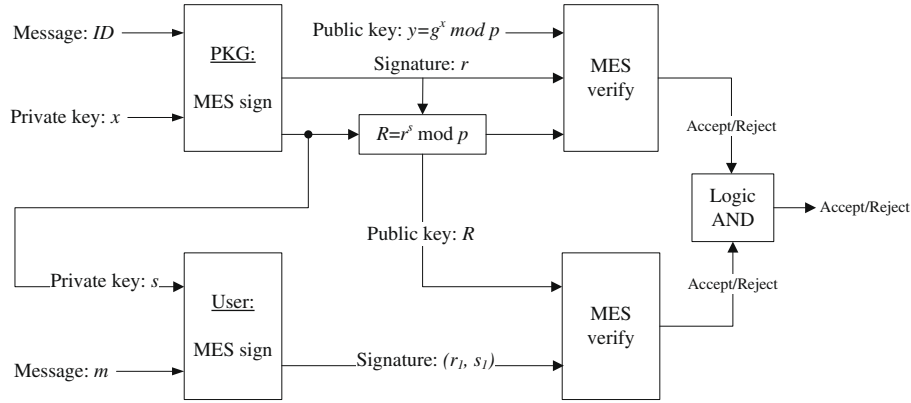 Message: ID
PKG:
MES sign
Private key: x
Public key: y=g^x mod p
Signature: r
R=r^s mod p
MES
verify
Accept/Reject
Logic
AND
Accept/Reject
Public key: R
Accept/Reject
Private key: s
User:
MES sign
MES
verify
Message: m
Signature: (r₁, s₁)